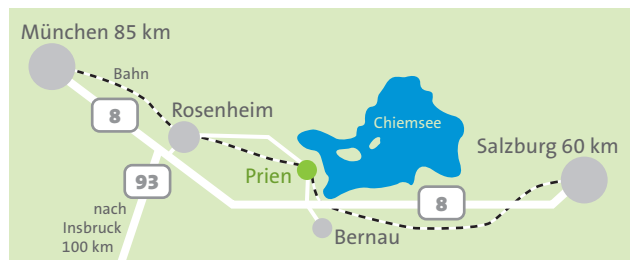 München 85 km
Bahn
8
Rosenheim
Chiemsee
Salzburg 60 km
Prien
93
8
nach
Insbruck
100 km
Bernau